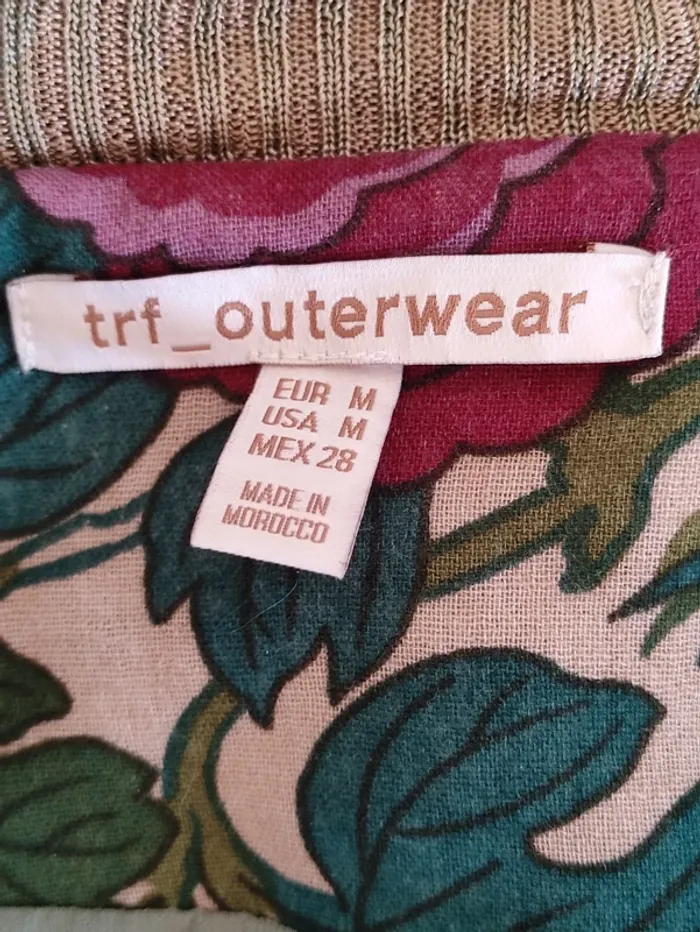 trf_outerwear
EUR M
USA M
MEX 28
MADE IN
MOROCCO